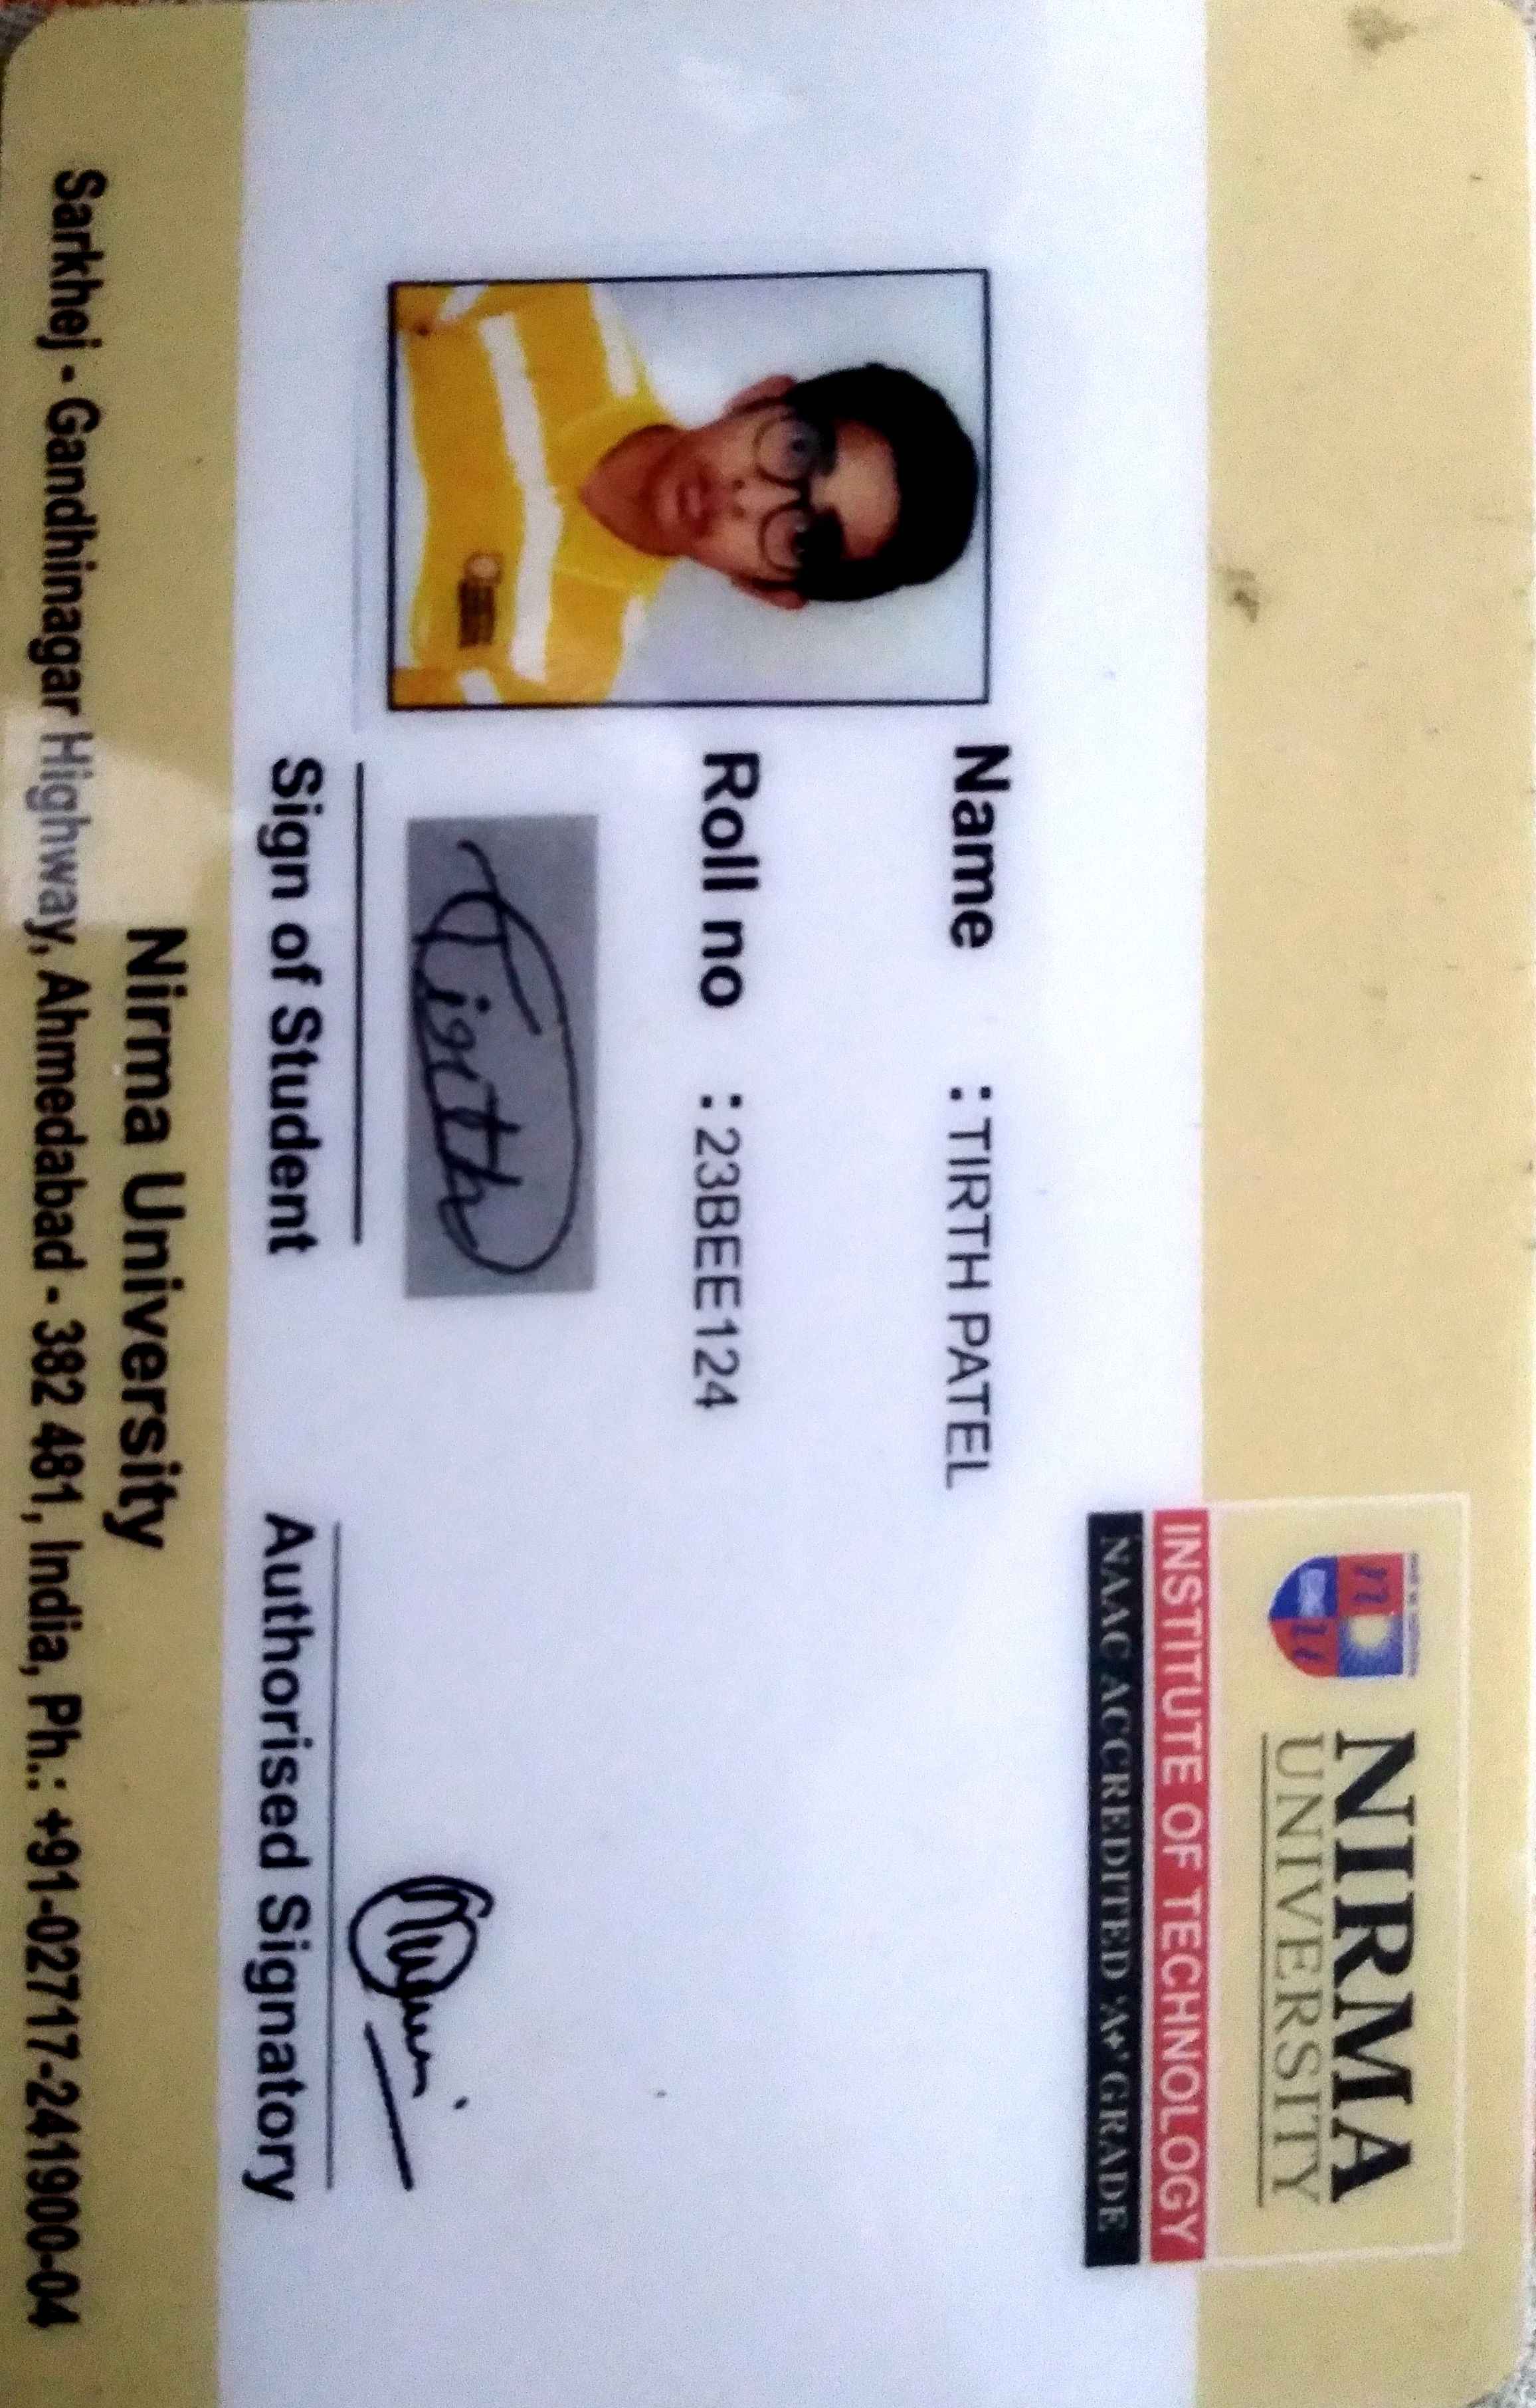 NIRMA
UNIVERSITY
INSTITUTE OF TECHNOLOGY
NAAC ACCREDITED 'A+' GRADE
Name : TIRTH PATEL
Roll no : 23BEE124
Tirth
Sign of Student
Authorised Signatory
Nirma University
Sarkhej - Gandhinagar Highway, Ahmedabad - 382 481, India, Ph.: +91-02717-241900-04